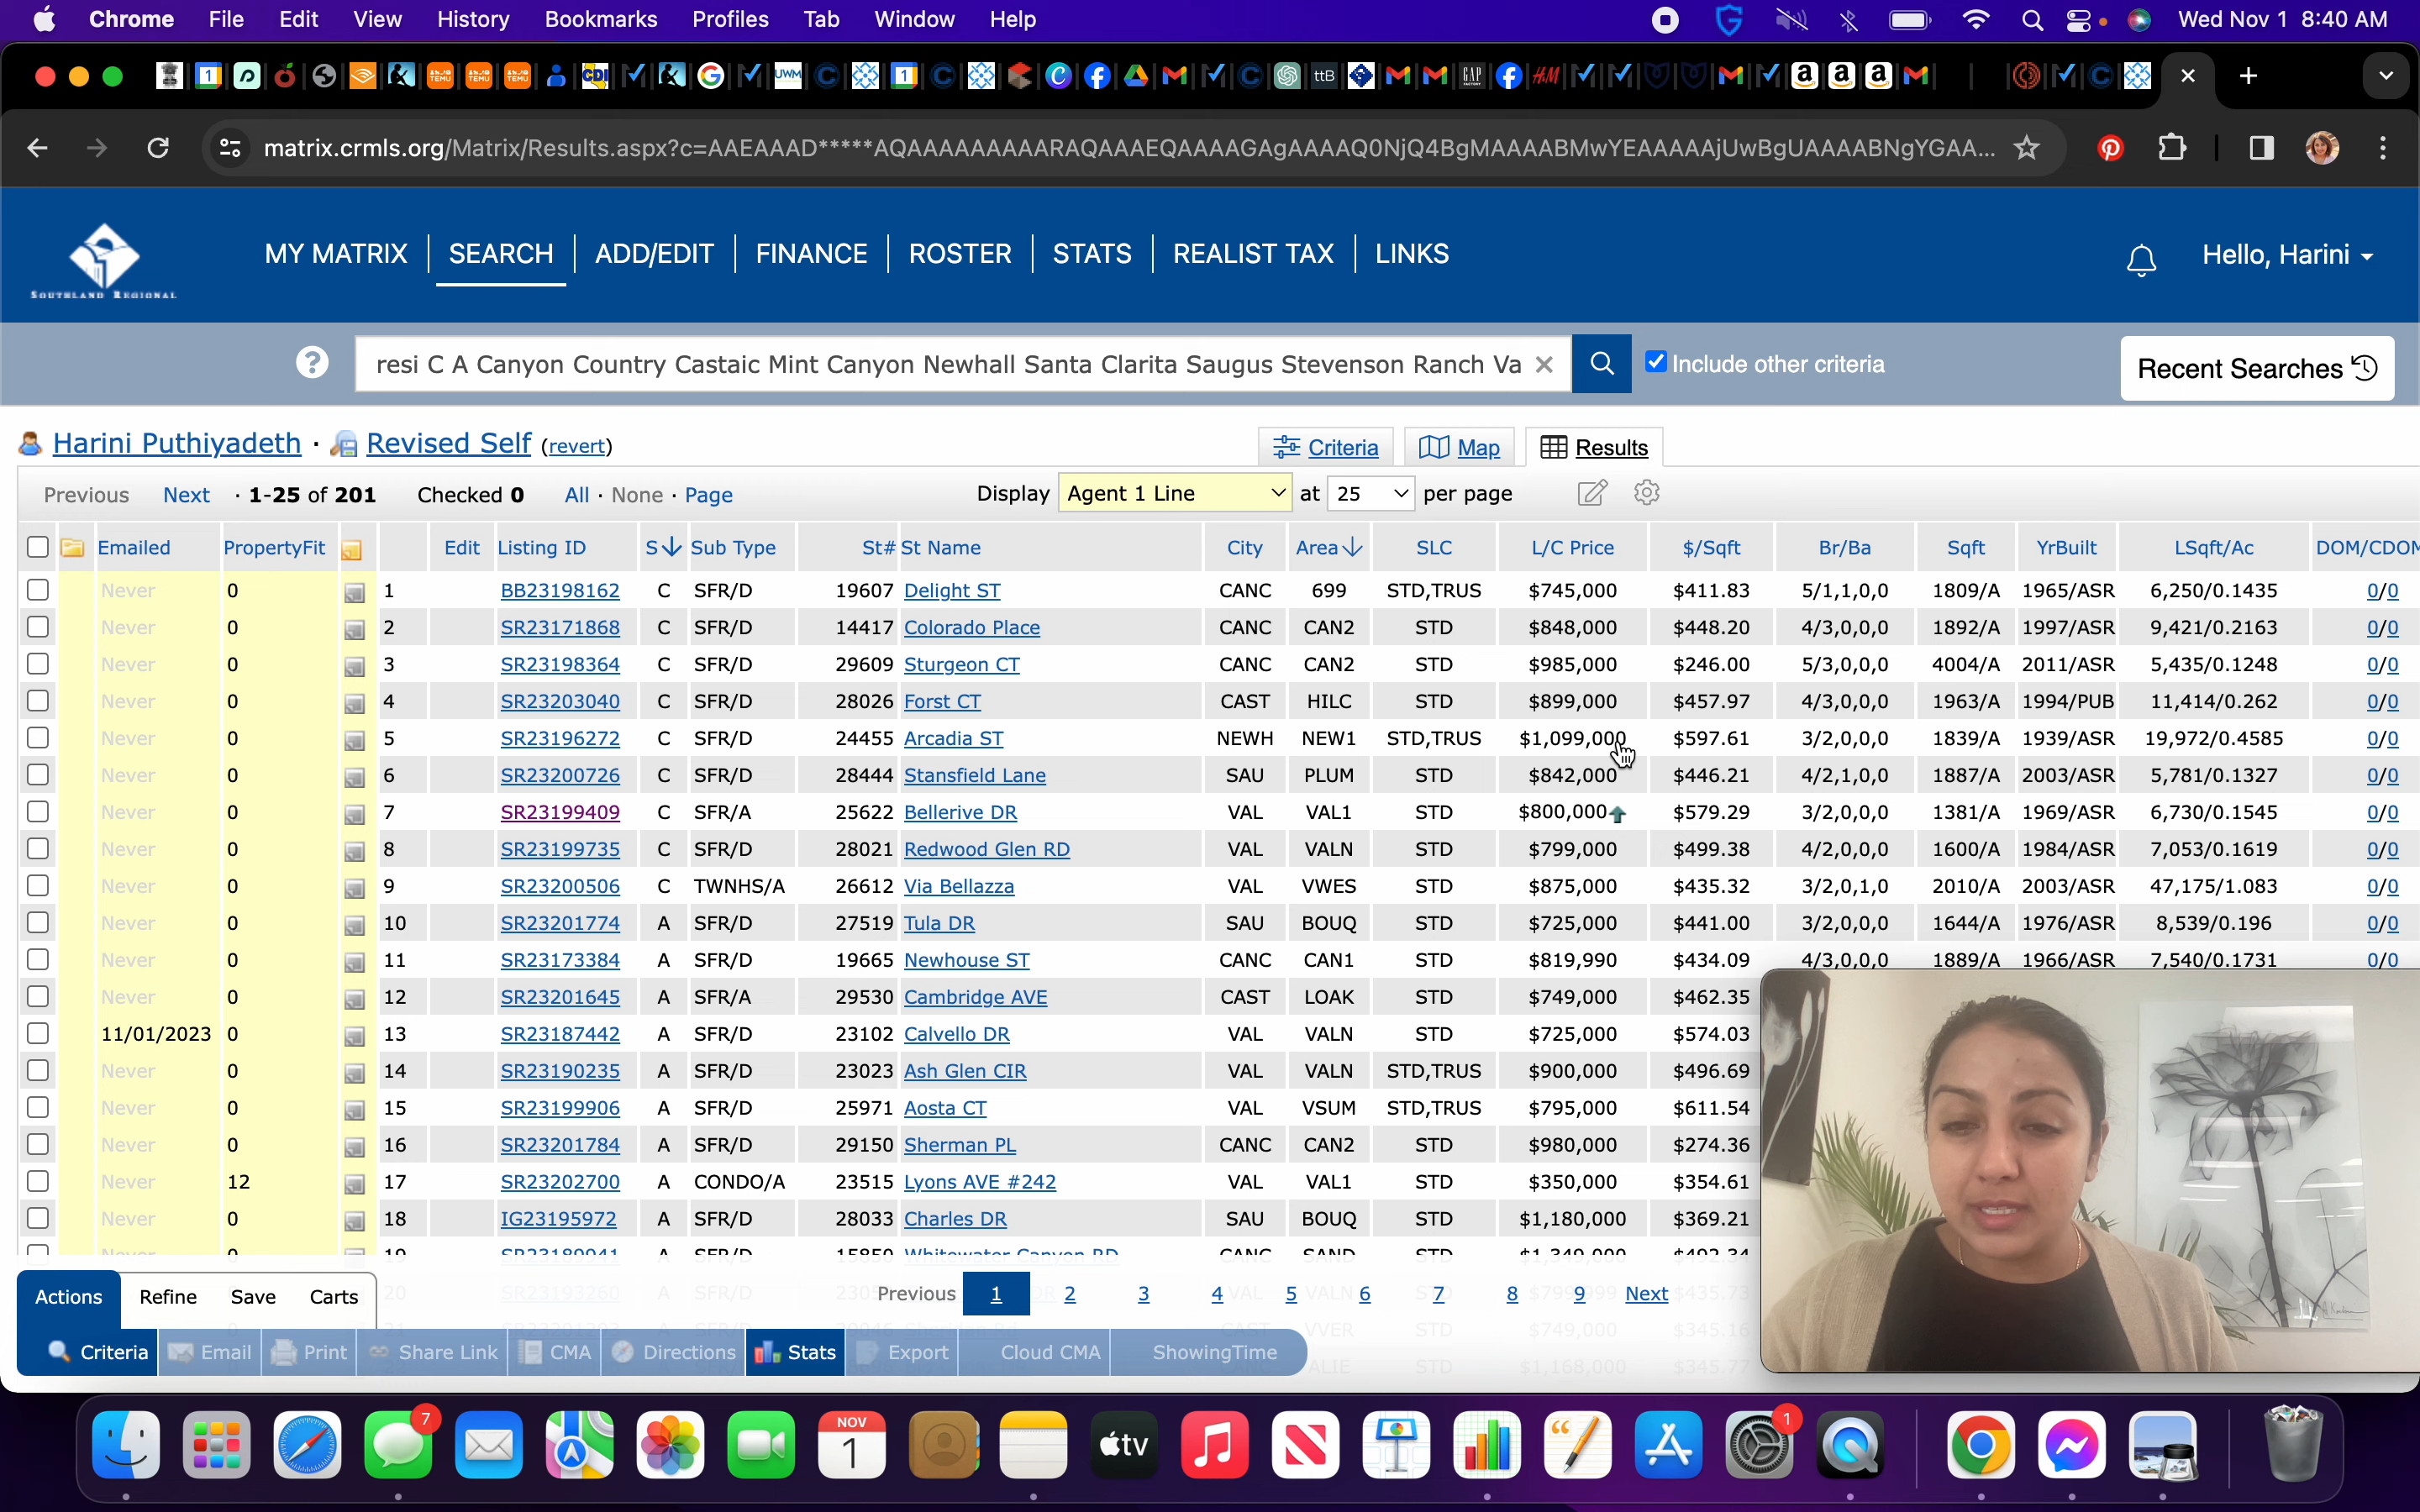 Chrome File Edit View History Bookmarks Profiles Tab Window Help Wed Nov 1 8:40 AM
matrix.crmls.org/Matrix/Results.aspx?c=AAEAAAD*****AQAAAAAAAAARAQAAAEQAAAAGAgAAAAQ0NjQ4BgMAAAABMwYEAAAAAjUwBgUAAAABNgYGAA...
SOUTHLAND REGIONAL
MY MATRIX SEARCH ADD/EDIT FINANCE ROSTER STATS REALIST TAX LINKS Hello, Harini
resi C A Canyon Country Castaic Mint Canyon Newhall Santa Clarita Saugus Stevenson Ranch Va Include other criteria Recent Searches
Harini Puthiyadeth · Revised Self (revert) Criteria Map Results
Previous Next · 1-25 of 201 Checked 0 All · None · Page Display Agent 1 Line at 25 per page
Emailed PropertyFit Edit Listing ID S Sub Type St# St Name City Area SLC L/C Price $/Sqft Br/Ba Sqft YrBuilt LSqft/Ac DOM/CDOM
Never 0 1 BB23198162 C SFR/D 19607 Delight ST CANC 699 STD,TRUS $745,000 $411.83 5/1,1,0,0 1809/A 1965/ASR 6,250/0.1435 0/0
Never 0 2 SR23171868 C SFR/D 14417 Colorado Place CANC CAN2 STD $848,000 $448.20 4/3,0,0,0 1892/A 1997/ASR 9,421/0.2163 0/0
Never 0 3 SR23198364 C SFR/D 29609 Sturgeon CT CANC CAN2 STD $985,000 $246.00 5/3,0,0,0 4004/A 2011/ASR 5,435/0.1248 0/0
Never 0 4 SR23203040 C SFR/D 28026 Forst CT CAST HILC STD $899,000 $457.97 4/3,0,0,0 1963/A 1994/PUB 11,414/0.262 0/0
Never 0 5 SR23196272 C SFR/D 24455 Arcadia ST NEWH NEW1 STD,TRUS $1,099,000 $597.61 3/2,0,0,0 1839/A 1939/ASR 19,972/0.4585 0/0
Never 0 6 SR23200726 C SFR/D 28444 Stansfield Lane SAU PLUM STD $842,000 $446.21 4/2,1,0,0 1887/A 2003/ASR 5,781/0.1327 0/0
Never 0 7 SR23199409 C SFR/A 25622 Bellerive DR VAL VAL1 STD $800,000 $579.29 3/2,0,0,0 1381/A 1969/ASR 6,730/0.1545 0/0
Never 0 8 SR23199735 C SFR/D 28021 Redwood Glen RD VAL VALN STD $799,000 $499.38 4/2,0,0,0 1600/A 1984/ASR 7,053/0.1619 0/0
Never 0 9 SR23200506 C TWNHS/A 26612 Via Bellazza VAL VWES STD $875,000 $435.32 3/2,0,1,0 2010/A 2003/ASR 47,175/1.083 0/0
Never 0 10 SR23201774 A SFR/D 27519 Tula DR SAU BOUQ STD $725,000 $441.00 3/2,0,0,0 1644/A 1976/ASR 8,539/0.196 0/0
Never 0 11 SR23173384 A SFR/D 19665 Newhouse ST CANC CAN1 STD $819,990 $434.09 4/3,0,0,0 1889/A 1966/ASR 7,540/0.1731 0/0
Never 0 12 SR23201645 A SFR/A 29530 Cambridge AVE CAST LOAK STD $749,000 $462.35
11/01/2023 0 13 SR23187442 A SFR/D 23102 Calvello DR VAL VALN STD $725,000 $574.03
Never 0 14 SR23190235 A SFR/D 23023 Ash Glen CIR VAL VALN STD,TRUS $900,000 $496.69
Never 0 15 SR23199906 A SFR/D 25971 Aosta CT VAL VSUM STD,TRUS $795,000 $611.54
Never 0 16 SR23201784 A SFR/D 29150 Sherman PL CANC CAN2 STD $980,000 $274.36
Never 12 17 SR23202700 A CONDO/A 23515 Lyons AVE #242 VAL VAL1 STD $350,000 $354.61
Never 0 18 IG23195972 A SFR/D 28033 Charles DR SAU BOUQ STD $1,180,000 $369.21
Never 0 19 SR23189941 A SFR/D 15850 Whitewater Canyon RD CANC SAND STD $1,349,000 $492.34
Actions Refine Save Carts Previous 1 2 3 4 5 6 7 8 9 Next
Criteria Email Print Share Link CMA Directions Stats Export Cloud CMA ShowingTime
7 NOV 1 tv 1